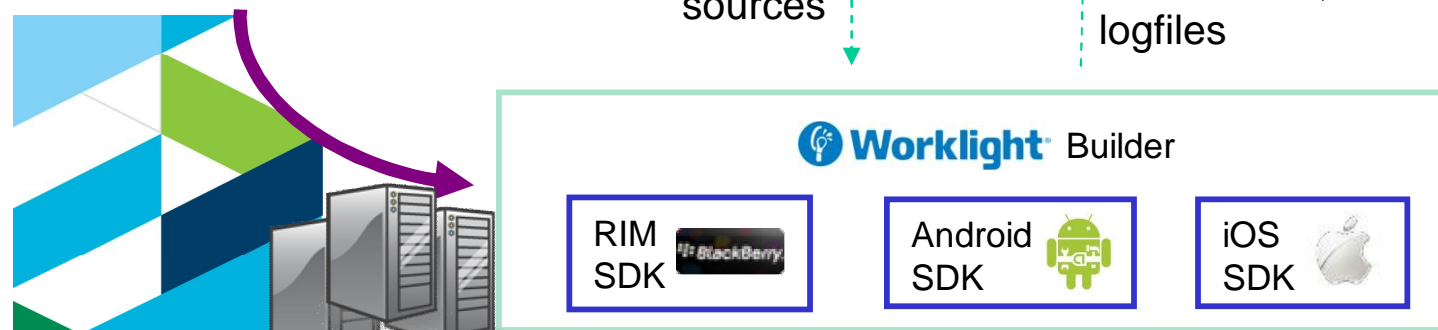 sources
logfiles
Worklight Builder
RIM
SDK
BlackBerry
Android
SDK
iOS
SDK